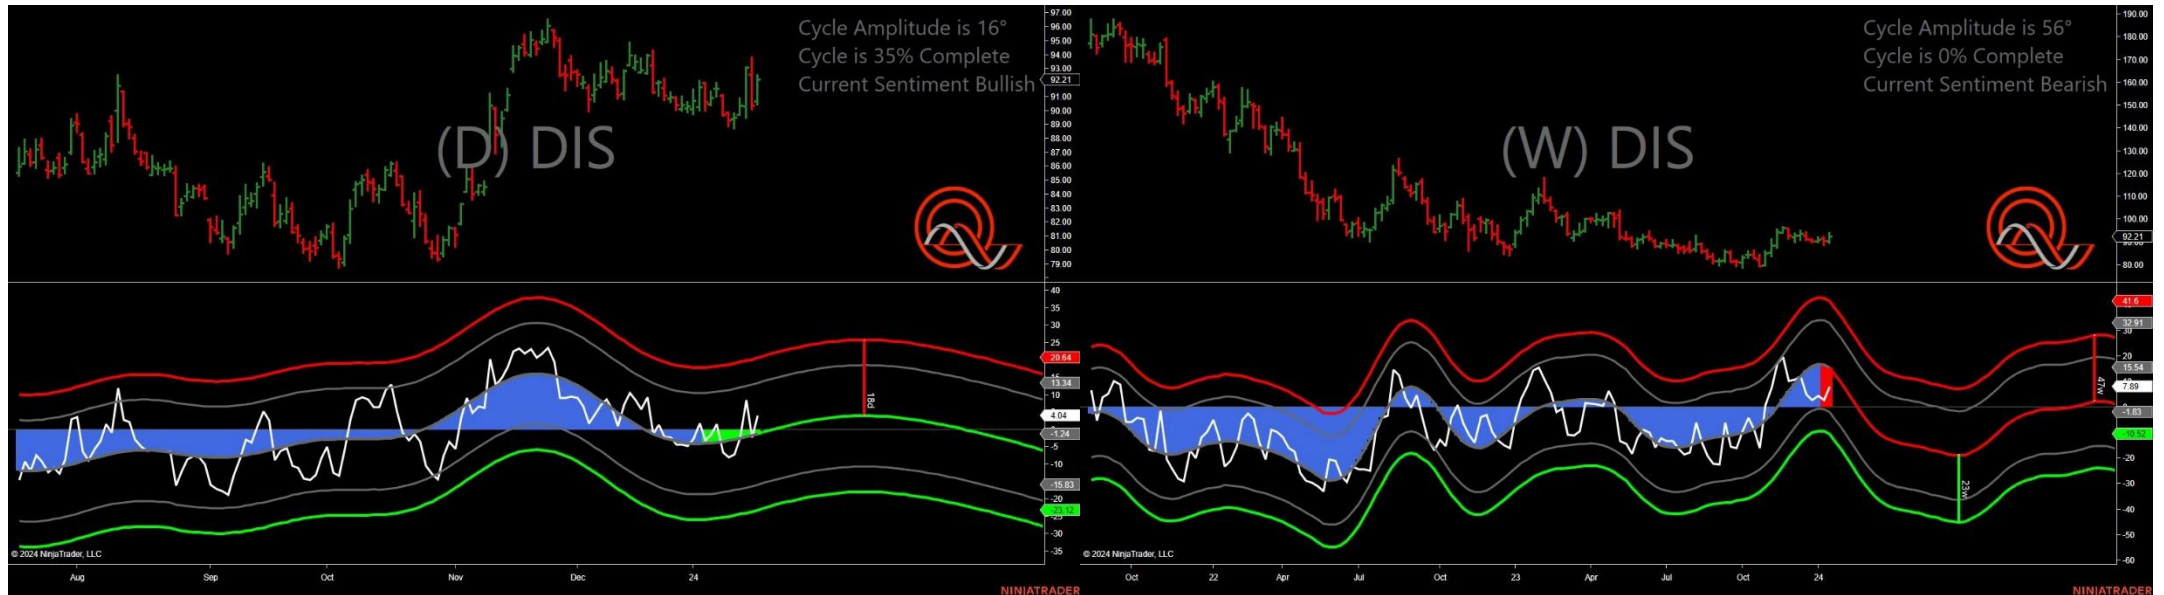 Cycle Amplitude is 16°
Cycle is 35% Complete
Current Sentiment Bullish
(D) DIS
97.00
96.00
95.00
94.00
93.00
92.21
91.00
90.00
89.00
88.00
87.00
86.00
85.00
84.00
83.00
82.00
81.00
80.00
79.00
40
35
30
25
20.64
15
13.34
10
4.04
-1.24
-5
-10
-15.83
-20
-23.12
-30
-35
18d
© 2024 NinjaTrader, LLC
Aug
Sep
Oct
Nov
Dec
24
NINJATRADER
Cycle Amplitude is 56°
Cycle is 0% Complete
Current Sentiment Bearish
(W) DIS
190.00
180.00
170.00
160.00
150.00
140.00
130.00
120.00
110.00
100.00
92.21
80.00
41.6
32.91
20
15.54
7.89
-1.83
-10.52
-20
-30
-40
-50
-60
47w
23w
© 2024 NinjaTrader, LLC
Oct
22
Apr
Jul
Oct
23
Apr
Jul
Oct
24
NINJATRADER